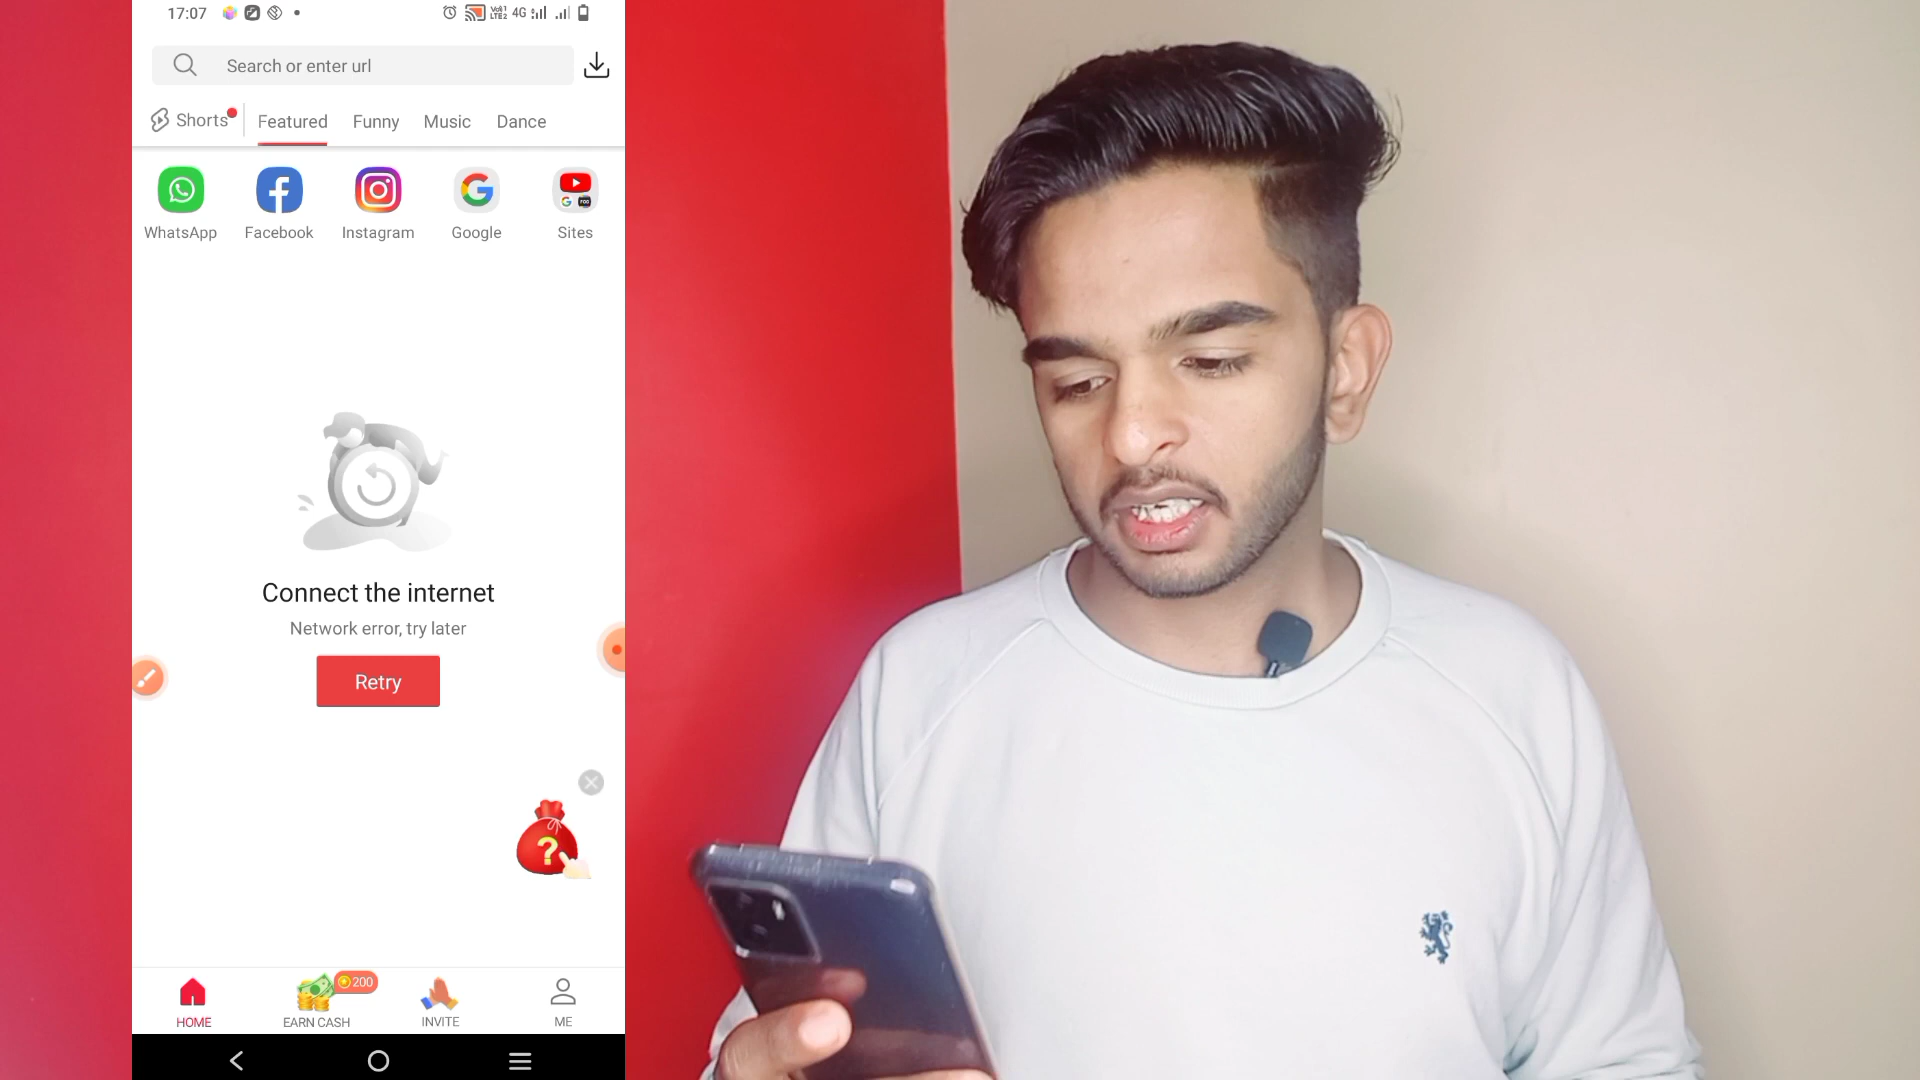 17:07
4G
Search or enter url
Shorts
Featured
Funny
Music
Dance
WhatsApp
Facebook
Instagram
Google
Sites
Connect the internet
Network error, try later
Retry
?
200
HOME
EARN CASH
INVITE
ME